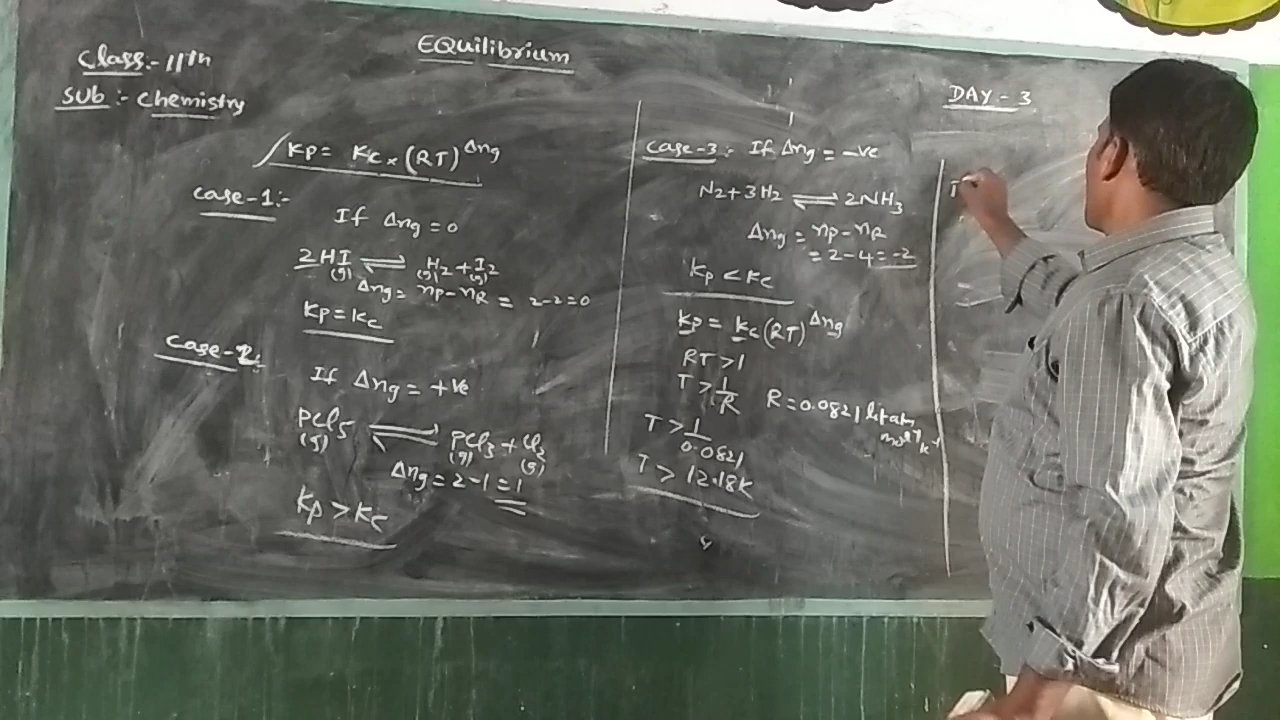 EQuilibrium
Class:- 11th
Sub :- Chemistry
DAY - 3
Kp = Kc × (RT)^Δng
Case-1:-
If Δng = 0
2HI(g) ⇌ H2(g) + I2(g)
Δng = np - nR = 2-2=0
Kp = Kc
Case-2:
If Δng = +ve
PCl5(g) ⇌ PCl3(g) + Cl2(g)
Δng = 2-1 = 1
Kp > Kc
Case-3: If Δng = -ve
N2 + 3H2 ⇌ 2NH3
Δng = np - nR
= 2-4 = -2
Kp < Kc
Kp = Kc (RT)^Δng
RT > 1
T > 1/R R = 0.0821 lit atm
mol-1 k-1
T > 1/0.0821
T > 12.18K